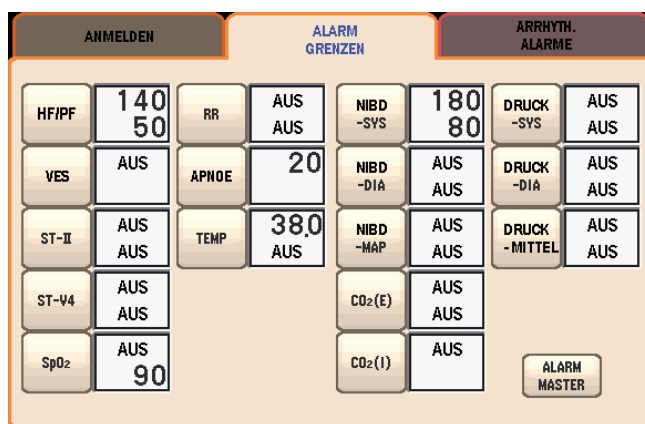 ANMELDEN
ALARM
GRENZEN
ARRHYTH.
ALARME
HF/PF
140
50
RR
AUS
AUS
NIBD
-SYS
180
80
DRUCK
-SYS
AUS
AUS
VES
AUS
APNOE
20
NIBD
-DIA
AUS
AUS
DRUCK
-DIA
AUS
AUS
ST-II
AUS
AUS
TEMP
38.0
AUS
NIBD
-MAP
AUS
AUS
DRUCK
-MITTEL
AUS
AUS
ST-V4
AUS
AUS
CO2(E)
AUS
AUS
SpO2
AUS
90
CO2(I)
AUS
ALARM
MASTER